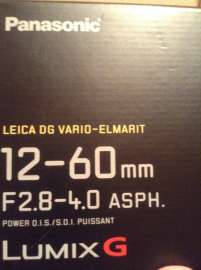 Panasonic
LEICA DG VARIO-ELMARIT
12-60mm
F2.8-4.0 ASPH.
POWER O.I.S./S.O.I. PUISSANT
LUMIX G